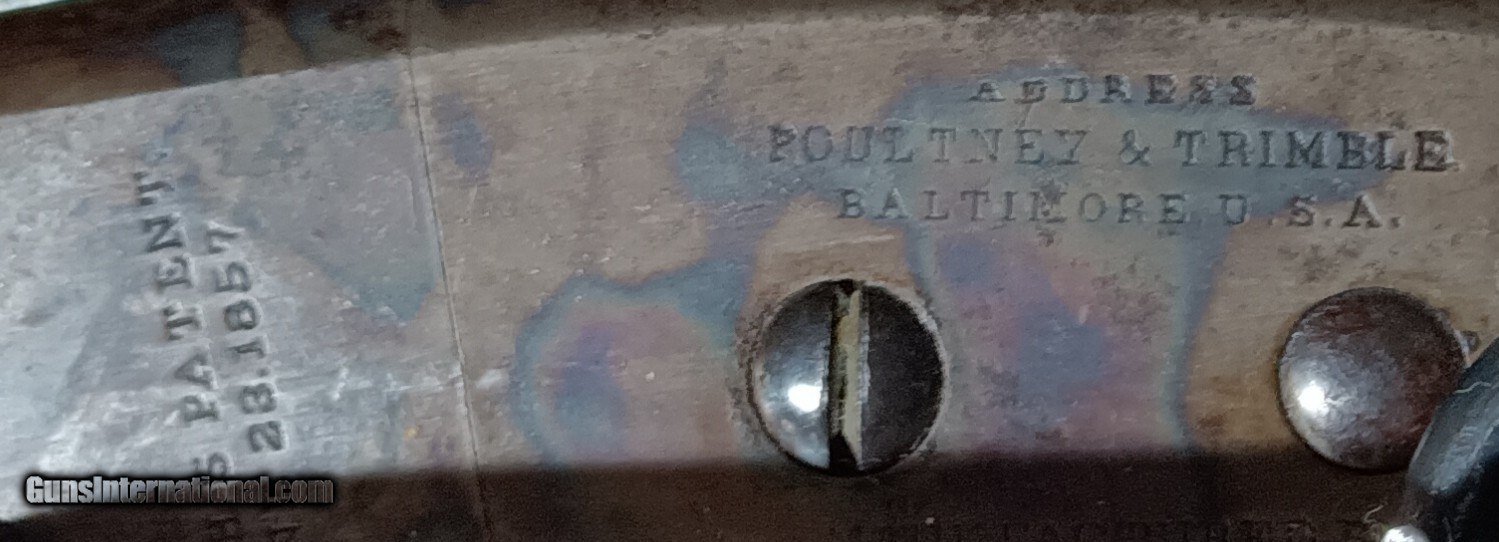 ADDRESS
POULTNEY & TRIMBLE
BALTIMORE, U.S.A.
PATENT
23.1857
GunsInternational.com